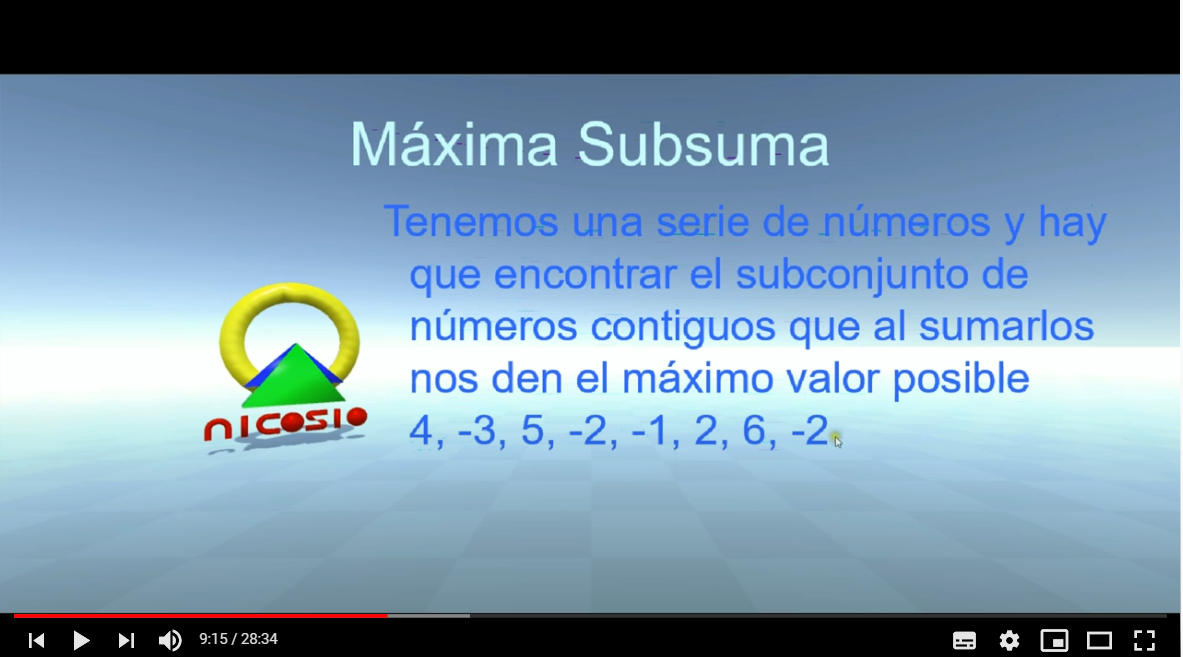 Máxima Subsuma
Tenemos una serie de números y hay
que encontrar el subconjunto de
números contiguos que al sumarlos
nos den el máximo valor posible
4, -3, 5, -2, -1, 2, 6, -2
nicosio
9:15 / 28:34